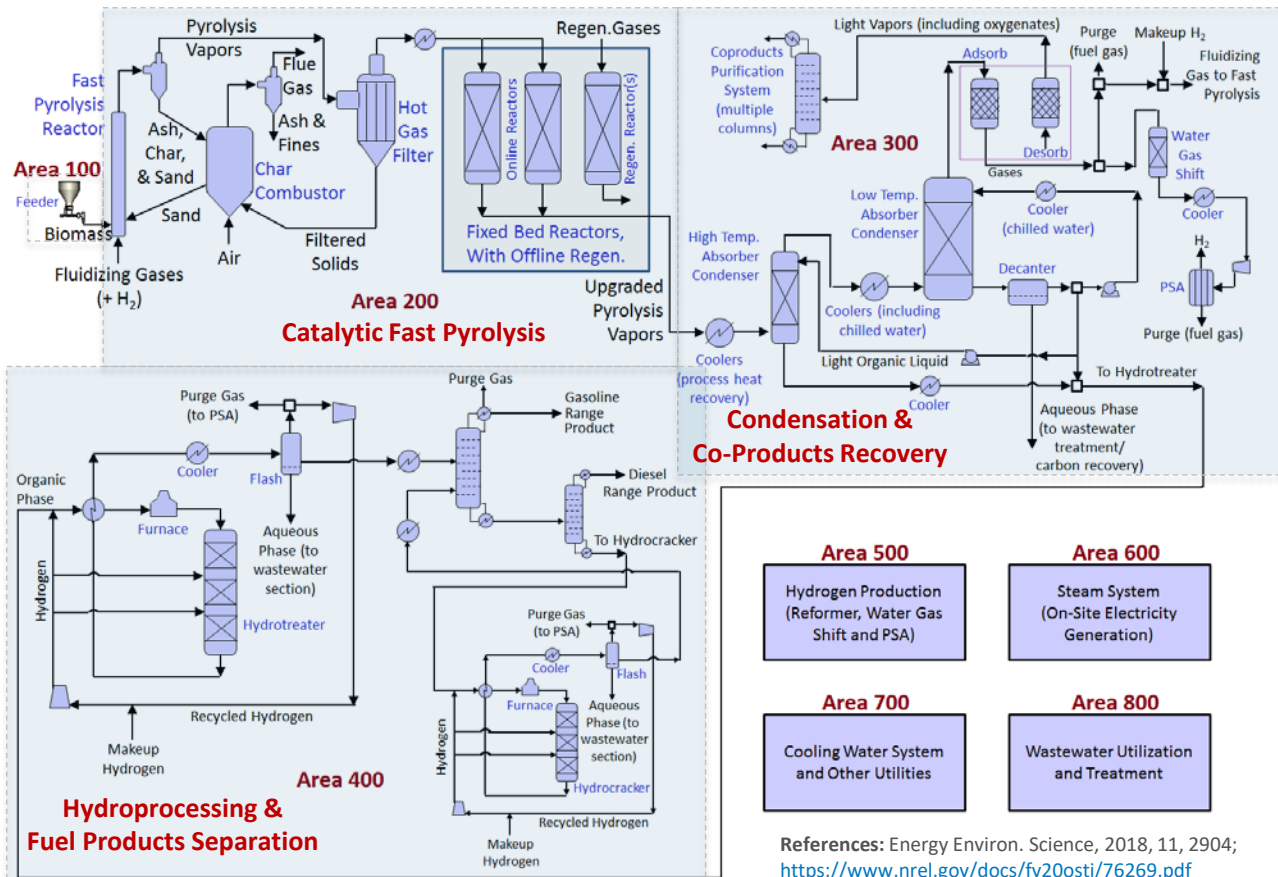 Pyrolysis
Vapors
Fast
Pyrolysis
Reactor
Flue
Gas
Ash &
Fines
Ash,
Char,
& Sand
Area 100
Feeder
Biomass
Sand
Char
Combustor
Air
Fluidizing Gases
(+ H₂)
Hot
Gas
Filter
Filtered
Solids
Regen.Gases
Online Reactors
Regen. Reactor(s)
Fixed Bed Reactors,
With Offline Regen.
Area 200
Catalytic Fast Pyrolysis
Upgraded
Pyrolysis
Vapors
Light Vapors (including oxygenates)
Coproducts
Purification
System
(multiple
columns)
Area 300
Adsorb
Desorb
Gases
Purge
(fuel gas)
Makeup H₂
Fluidizing
Gas to Fast
Pyrolysis
Water
Gas
Shift
Cooler
H₂
PSA
Purge (fuel gas)
Low Temp.
Absorber
Condenser
Cooler
(chilled water)
High Temp.
Absorber
Condenser
Decanter
Coolers (including
chilled water)
Coolers
(process heat
recovery)
Light Organic Liquid
Cooler
To Hydrotreater
Aqueous Phase
(to wastewater
treatment/
carbon recovery)
Condensation &
Co-Products Recovery
Purge Gas
(to PSA)
Cooler
Flash
Organic
Phase
Furnace
Aqueous
Phase (to
wastewater
section)
Hydrogen
Hydrotreater
Recycled Hydrogen
Makeup
Hydrogen
Purge Gas
Gasoline
Range
Product
Diesel
Range Product
To Hydrocracker
Purge Gas
(to PSA)
Cooler
Flash
Furnace
Aqueous
Phase (to
wastewater
section)
Hydrogen
Hydrocracker
Recycled Hydrogen
Makeup
Hydrogen
Area 400
Hydroprocessing &
Fuel Products Separation
Area 500
Hydrogen Production
(Reformer, Water Gas
Shift and PSA)
Area 600
Steam System
(On-Site Electricity
Generation)
Area 700
Cooling Water System
and Other Utilities
Area 800
Wastewater Utilization
and Treatment
References: Energy Environ. Science, 2018, 11, 2904;
https://www.nrel.gov/docs/fy20osti/76269.pdf